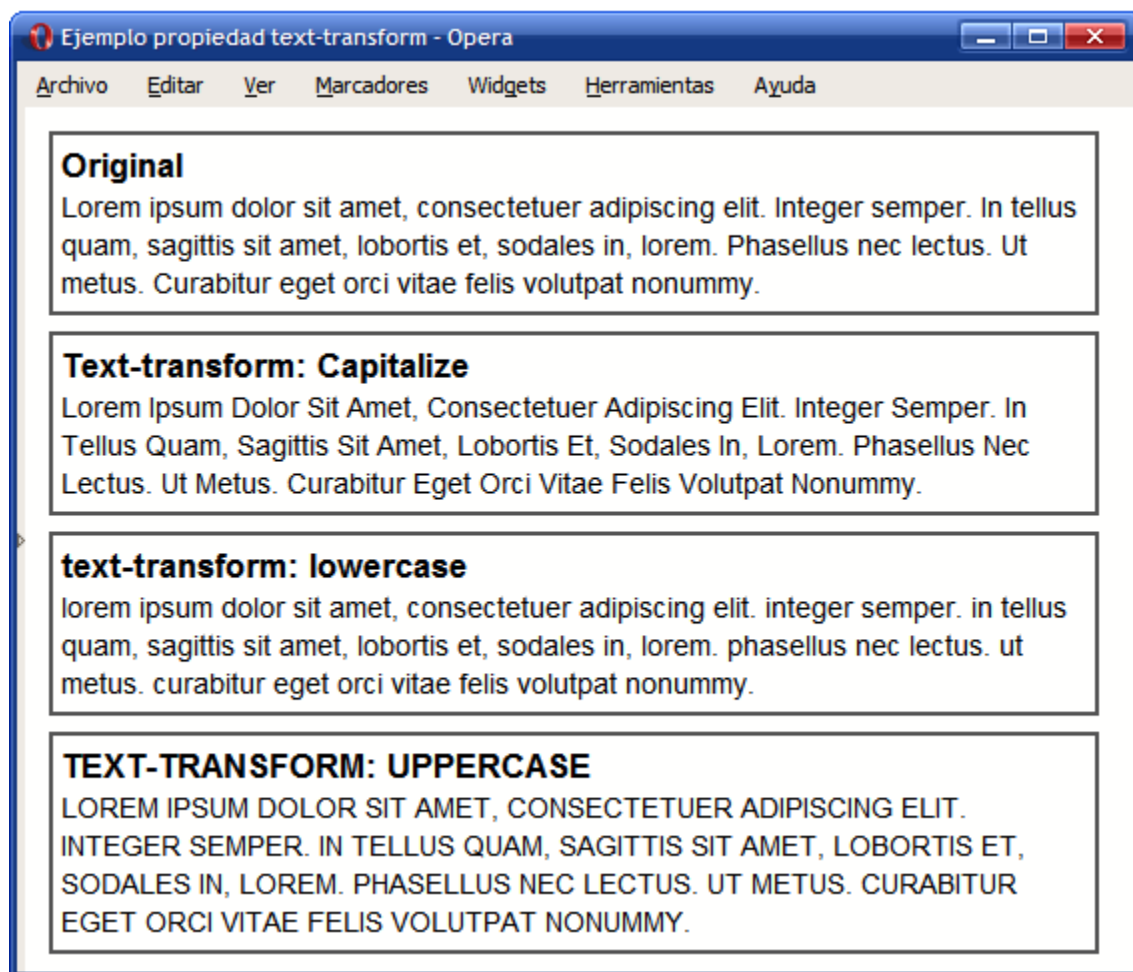 Ejemplo propiedad text-transform - Opera
Archivo Editar Ver Marcadores Widgets Herramientas Ayuda
Original
Lorem ipsum dolor sit amet, consectetuer adipiscing elit. Integer semper. In tellus
quam, sagittis sit amet, lobortis et, sodales in, lorem. Phasellus nec lectus. Ut
metus. Curabitur eget orci vitae felis volutpat nonummy.
Text-transform: Capitalize
Lorem Ipsum Dolor Sit Amet, Consectetuer Adipiscing Elit. Integer Semper. In
Tellus Quam, Sagittis Sit Amet, Lobortis Et, Sodales In, Lorem. Phasellus Nec
Lectus. Ut Metus. Curabitur Eget Orci Vitae Felis Volutpat Nonummy.
text-transform: lowercase
lorem ipsum dolor sit amet, consectetuer adipiscing elit. integer semper. in tellus
quam, sagittis sit amet, lobortis et, sodales in, lorem. phasellus nec lectus. ut
metus. curabitur eget orci vitae felis volutpat nonummy.
TEXT-TRANSFORM: UPPERCASE
LOREM IPSUM DOLOR SIT AMET, CONSECTETUER ADIPISCING ELIT.
INTEGER SEMPER. IN TELLUS QUAM, SAGITTIS SIT AMET, LOBORTIS ET,
SODALES IN, LOREM. PHASELLUS NEC LECTUS. UT METUS. CURABITUR
EGET ORCI VITAE FELIS VOLUTPAT NONUMMY.